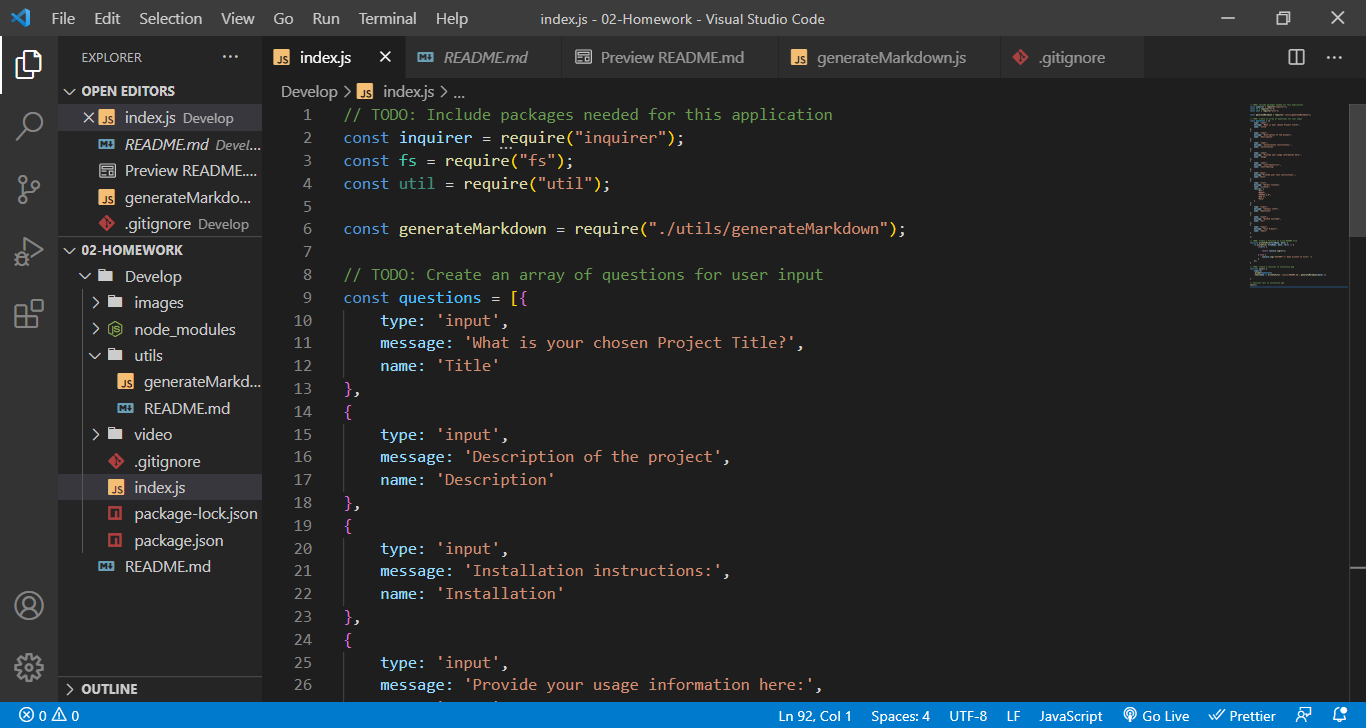 File Edit Selection View Go Run Terminal Help index.js - 02-Homework - Visual Studio Code
EXPLORER
index.js README.md Preview README.md generateMarkdown.js .gitignore
OPEN EDITORS
index.js Develop
README.md Devel...
Preview README....
generateMarkdo...
.gitignore Develop
02-HOMEWORK
Develop
images
node_modules
utils
generateMarkd...
README.md
video
.gitignore
index.js
package-lock.json
package.json
README.md
OUTLINE
Develop > index.js > ...
1 // TODO: Include packages needed for this application
2 const inquirer = require("inquirer");
3 const fs = require("fs");
4 const util = require("util");
5
6 const generateMarkdown = require("./utils/generateMarkdown");
7
8 // TODO: Create an array of questions for user input
9 const questions = [{
10 type: 'input',
11 message: 'What is your chosen Project Title?',
12 name: 'Title'
13 },
14 {
15 type: 'input',
16 message: 'Description of the project',
17 name: 'Description'
18 },
19 {
20 type: 'input',
21 message: 'Installation instructions:',
22 name: 'Installation'
23 },
24 {
25 type: 'input',
26 message: 'Provide your usage information here:',
0 0 Ln 92, Col 1 Spaces: 4 UTF-8 LF JavaScript Go Live Prettier